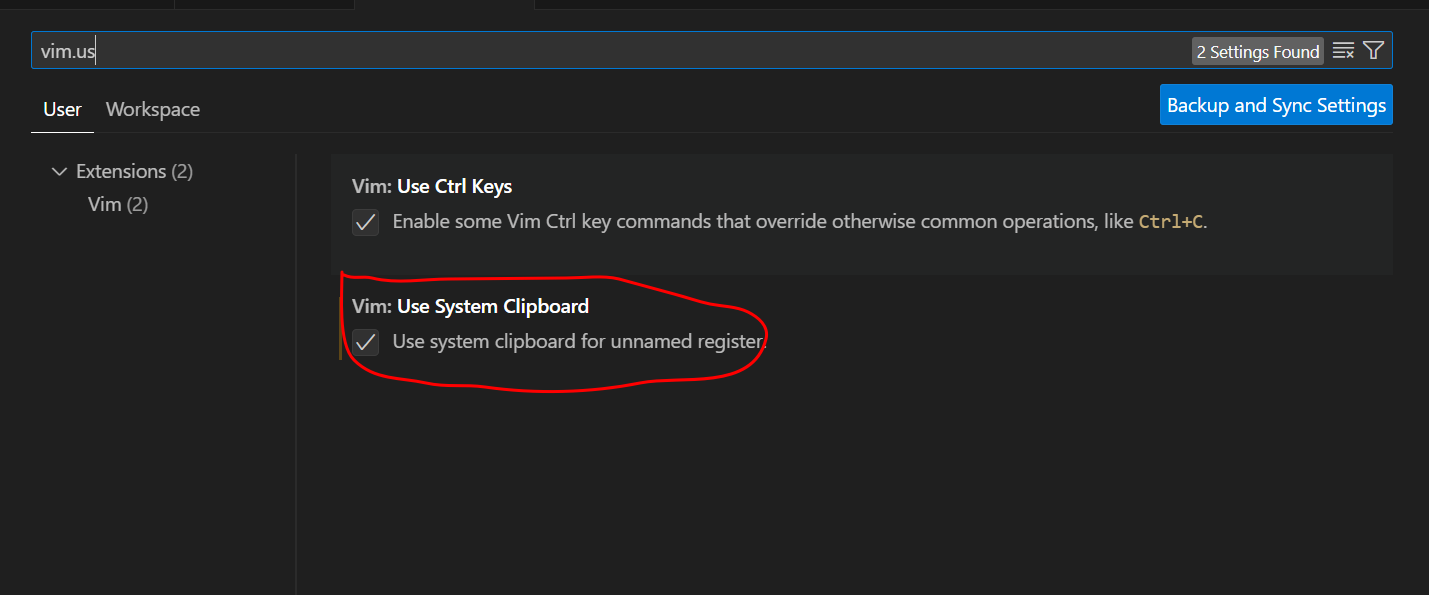 vim.us
2 Settings Found
User Workspace
Backup and Sync Settings
Extensions (2)
Vim (2)
Vim: Use Ctrl Keys
Enable some Vim Ctrl key commands that override otherwise common operations, like Ctrl+C.
Vim: Use System Clipboard
Use system clipboard for unnamed register.